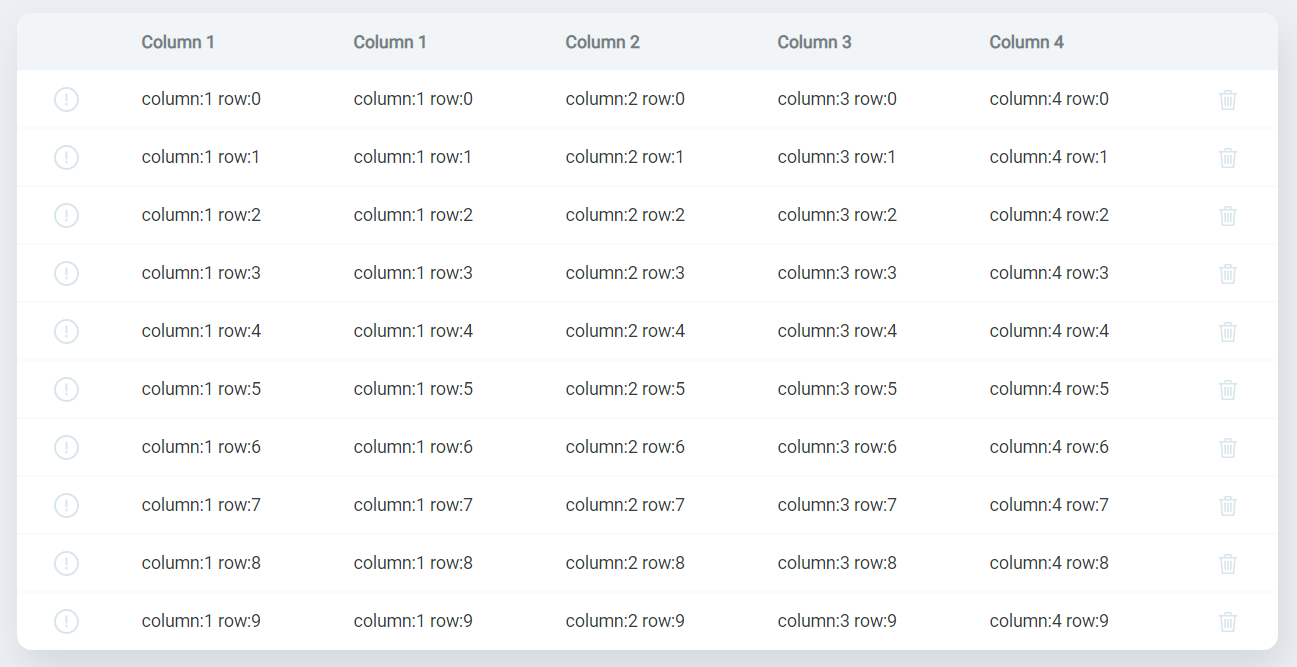 Column 1 Column 1 Column 2 Column 3 Column 4
column:1 row:0 column:1 row:0 column:2 row:0 column:3 row:0 column:4 row:0
column:1 row:1 column:1 row:1 column:2 row:1 column:3 row:1 column:4 row:1
column:1 row:2 column:1 row:2 column:2 row:2 column:3 row:2 column:4 row:2
column:1 row:3 column:1 row:3 column:2 row:3 column:3 row:3 column:4 row:3
column:1 row:4 column:1 row:4 column:2 row:4 column:3 row:4 column:4 row:4
column:1 row:5 column:1 row:5 column:2 row:5 column:3 row:5 column:4 row:5
column:1 row:6 column:1 row:6 column:2 row:6 column:3 row:6 column:4 row:6
column:1 row:7 column:1 row:7 column:2 row:7 column:3 row:7 column:4 row:7
column:1 row:8 column:1 row:8 column:2 row:8 column:3 row:8 column:4 row:8
column:1 row:9 column:1 row:9 column:2 row:9 column:3 row:9 column:4 row:9